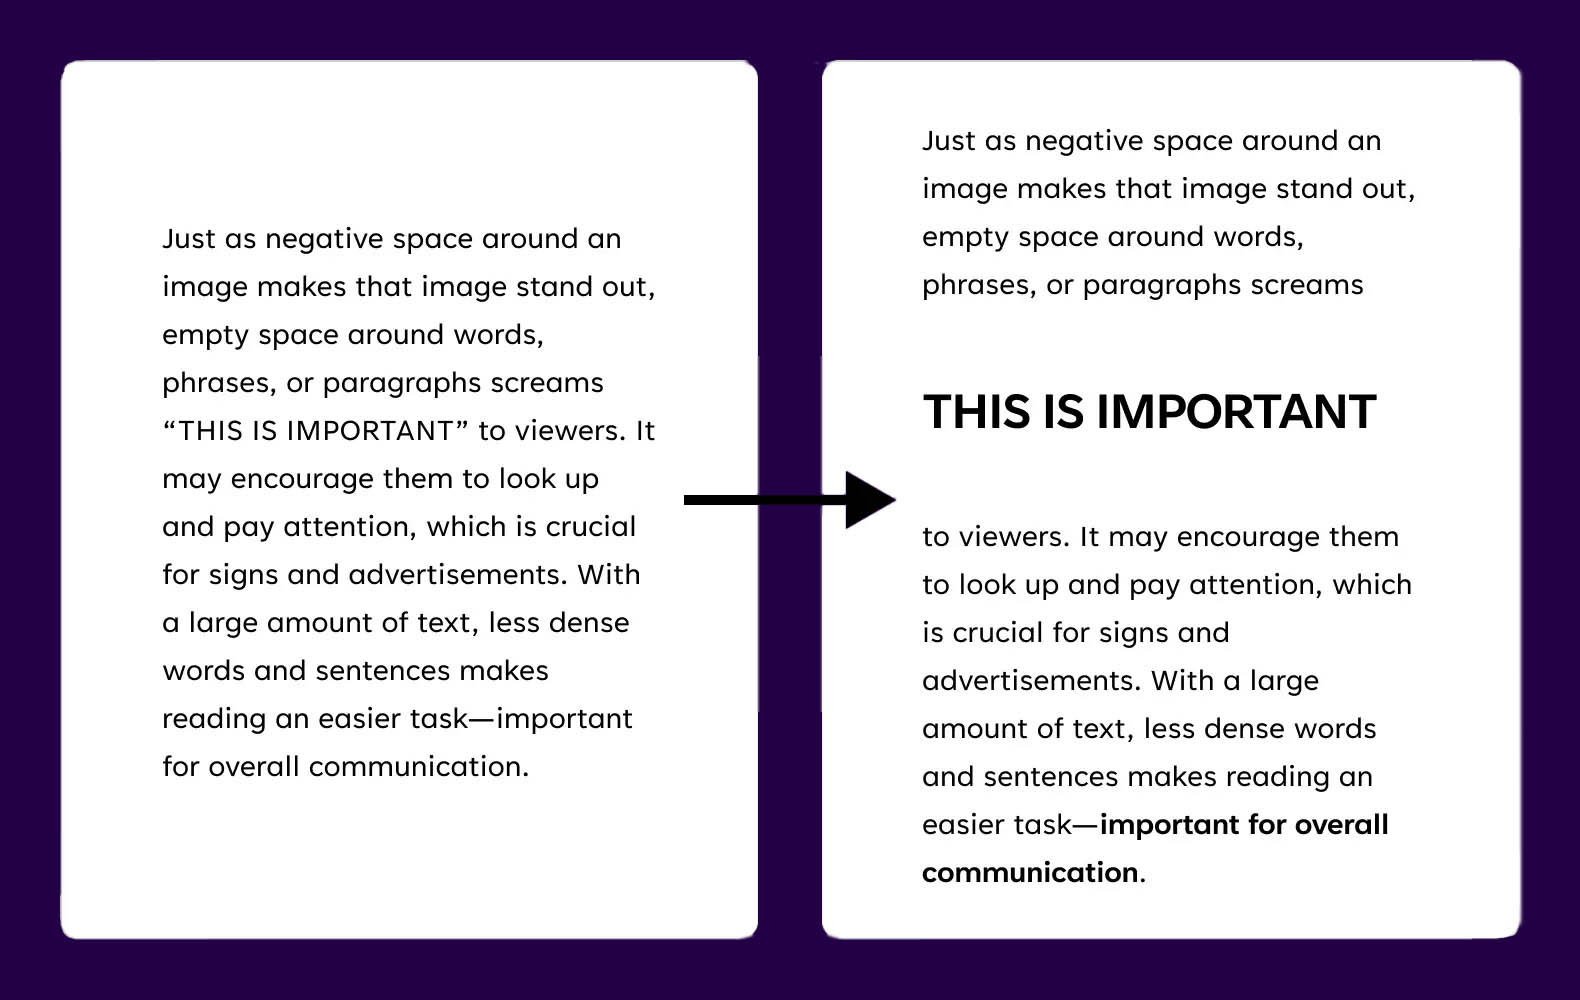 Just as negative space around an
image makes that image stand out,
empty space around words,
phrases, or paragraphs screams
“THIS IS IMPORTANT” to viewers. It
may encourage them to look up
and pay attention, which is crucial
for signs and advertisements. With
a large amount of text, less dense
words and sentences makes
reading an easier task—important
for overall communication.
Just as negative space around an
image makes that image stand out,
empty space around words,
phrases, or paragraphs screams
THIS IS IMPORTANT
to viewers. It may encourage them
to look up and pay attention, which
is crucial for signs and
advertisements. With a large
amount of text, less dense words
and sentences makes reading an
easier task—important for overall
communication.